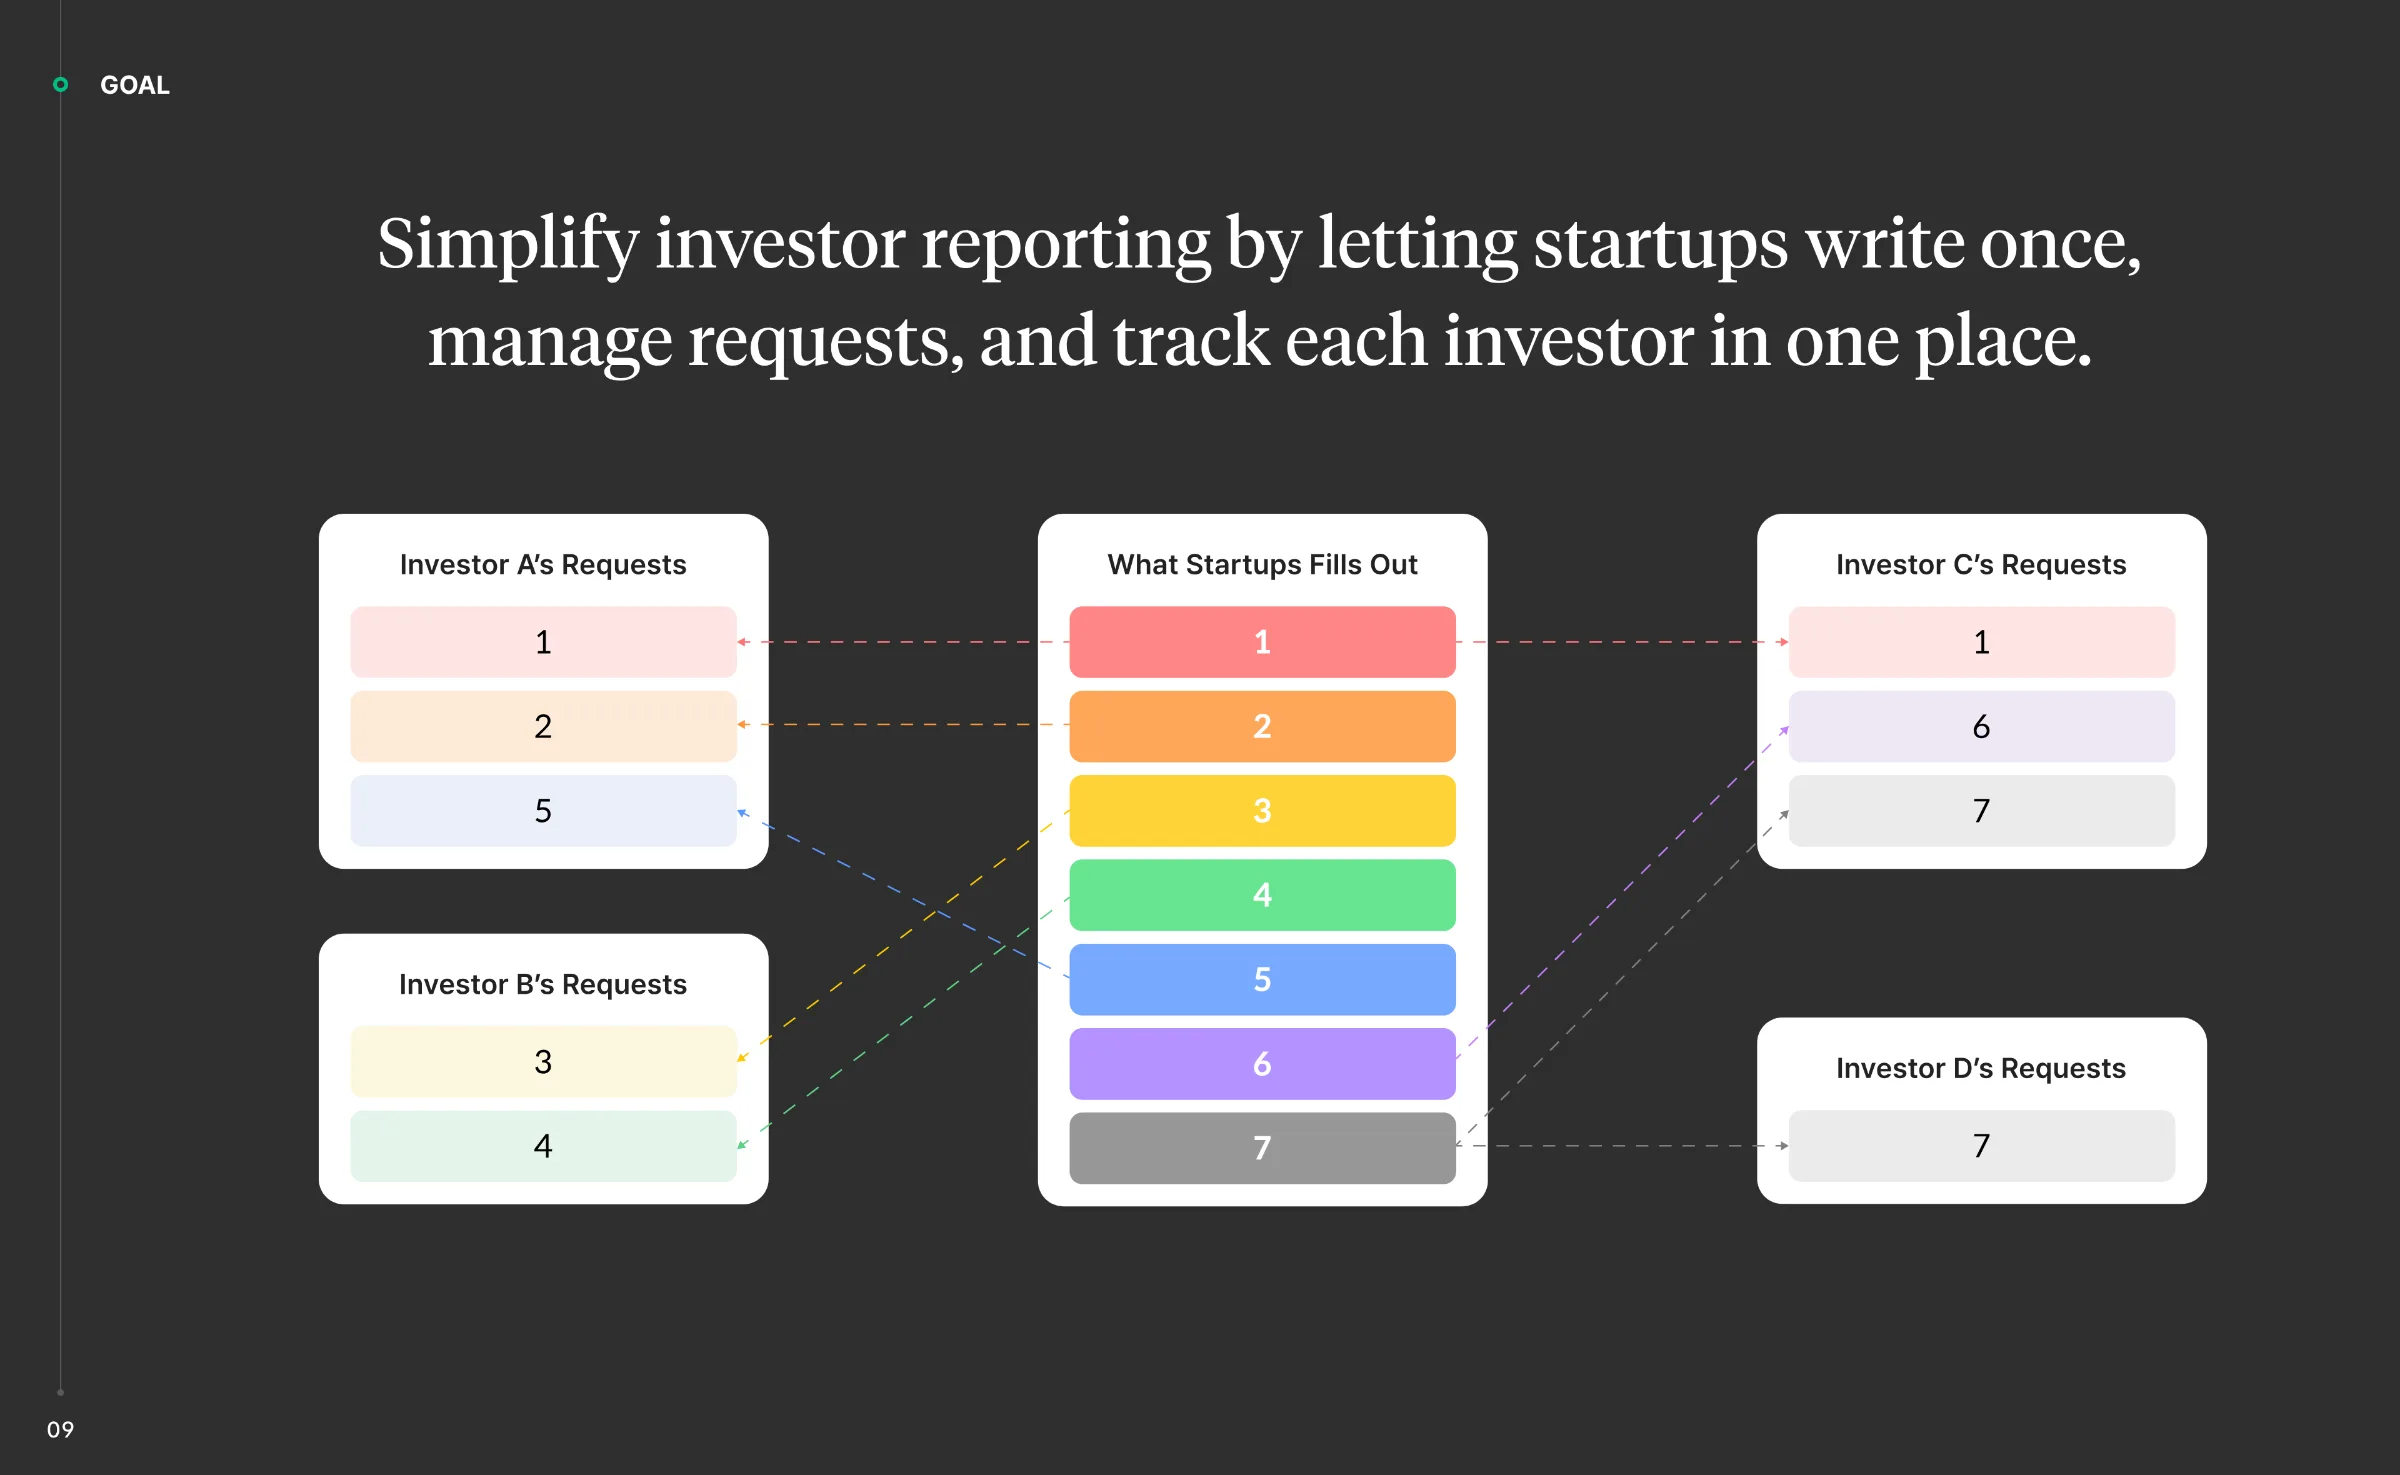 GOAL
Simplify investor reporting by letting startups write once,
manage requests, and track each investor in one place.
Investor A’s Requests
1
2
5
Investor B’s Requests
3
4
What Startups Fills Out
1
2
3
4
5
6
7
Investor C’s Requests
1
6
7
Investor D’s Requests
7
09